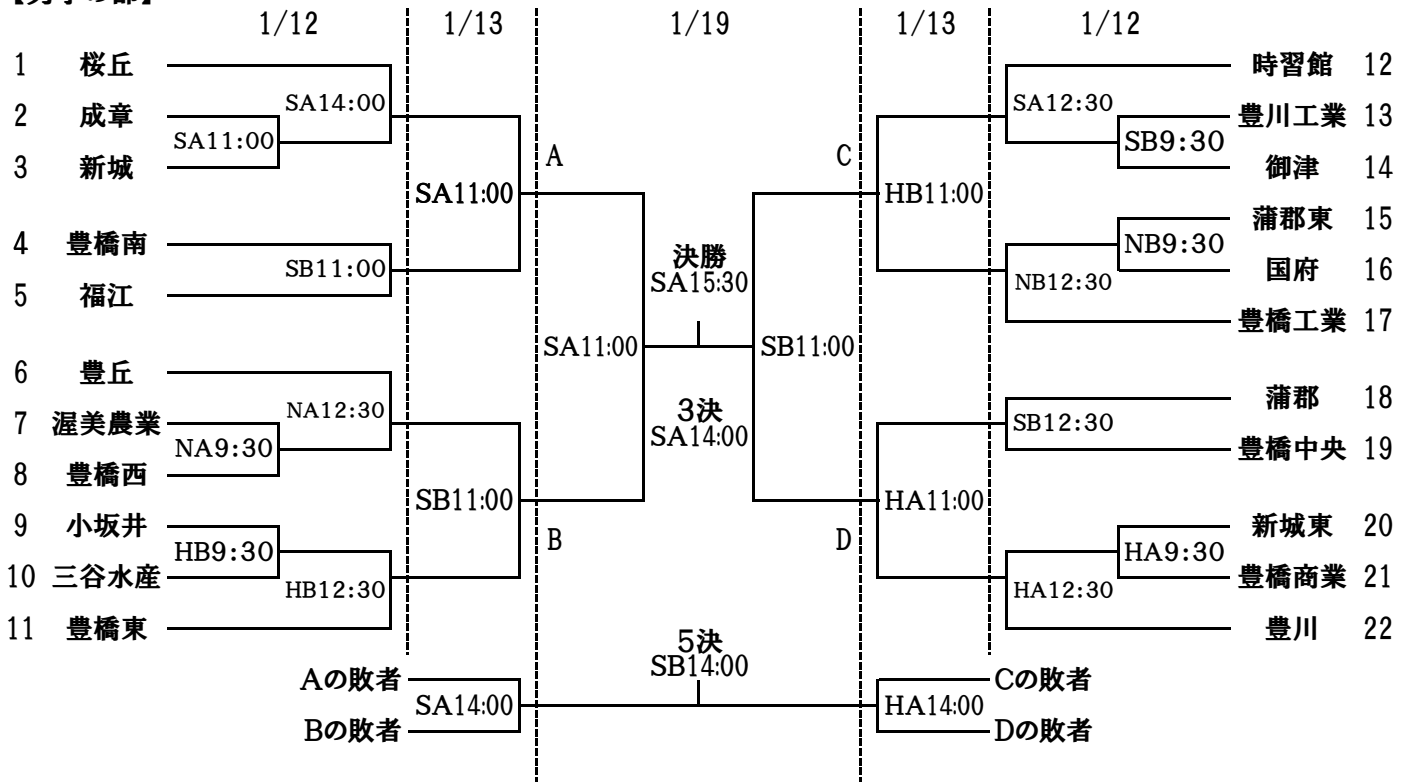 1/12 1/13 1/19 1/13 1/12
1 桜丘
SA14:00
2 成章
SA11:00
3 新城
SA11:00
A
4 豊橋南
SB11:00
5 福江
6 豊丘
NA12:30
7 渥美農業
NA9:30
8 豊橋西
SB11:00
9 小坂井
HB9:30
10 三谷水産
HB12:30
11 豊橋東
B
SA11:00
決勝
SA15:30
3決
SA14:00
SB11:00
C
HB11:00
時習館 12
SA12:30
豊川工業 13
SB9:30
御津 14
蒲郡東 15
NB9:30
国府 16
NB12:30
豊橋工業 17
蒲郡 18
SB12:30
豊橋中央 19
HA11:00
D
新城東 20
HA9:30
豊橋商業 21
HA12:30
豊川 22
Aの敗者
SA14:00
Bの敗者
5決
SB14:00
Cの敗者
HA14:00
Dの敗者